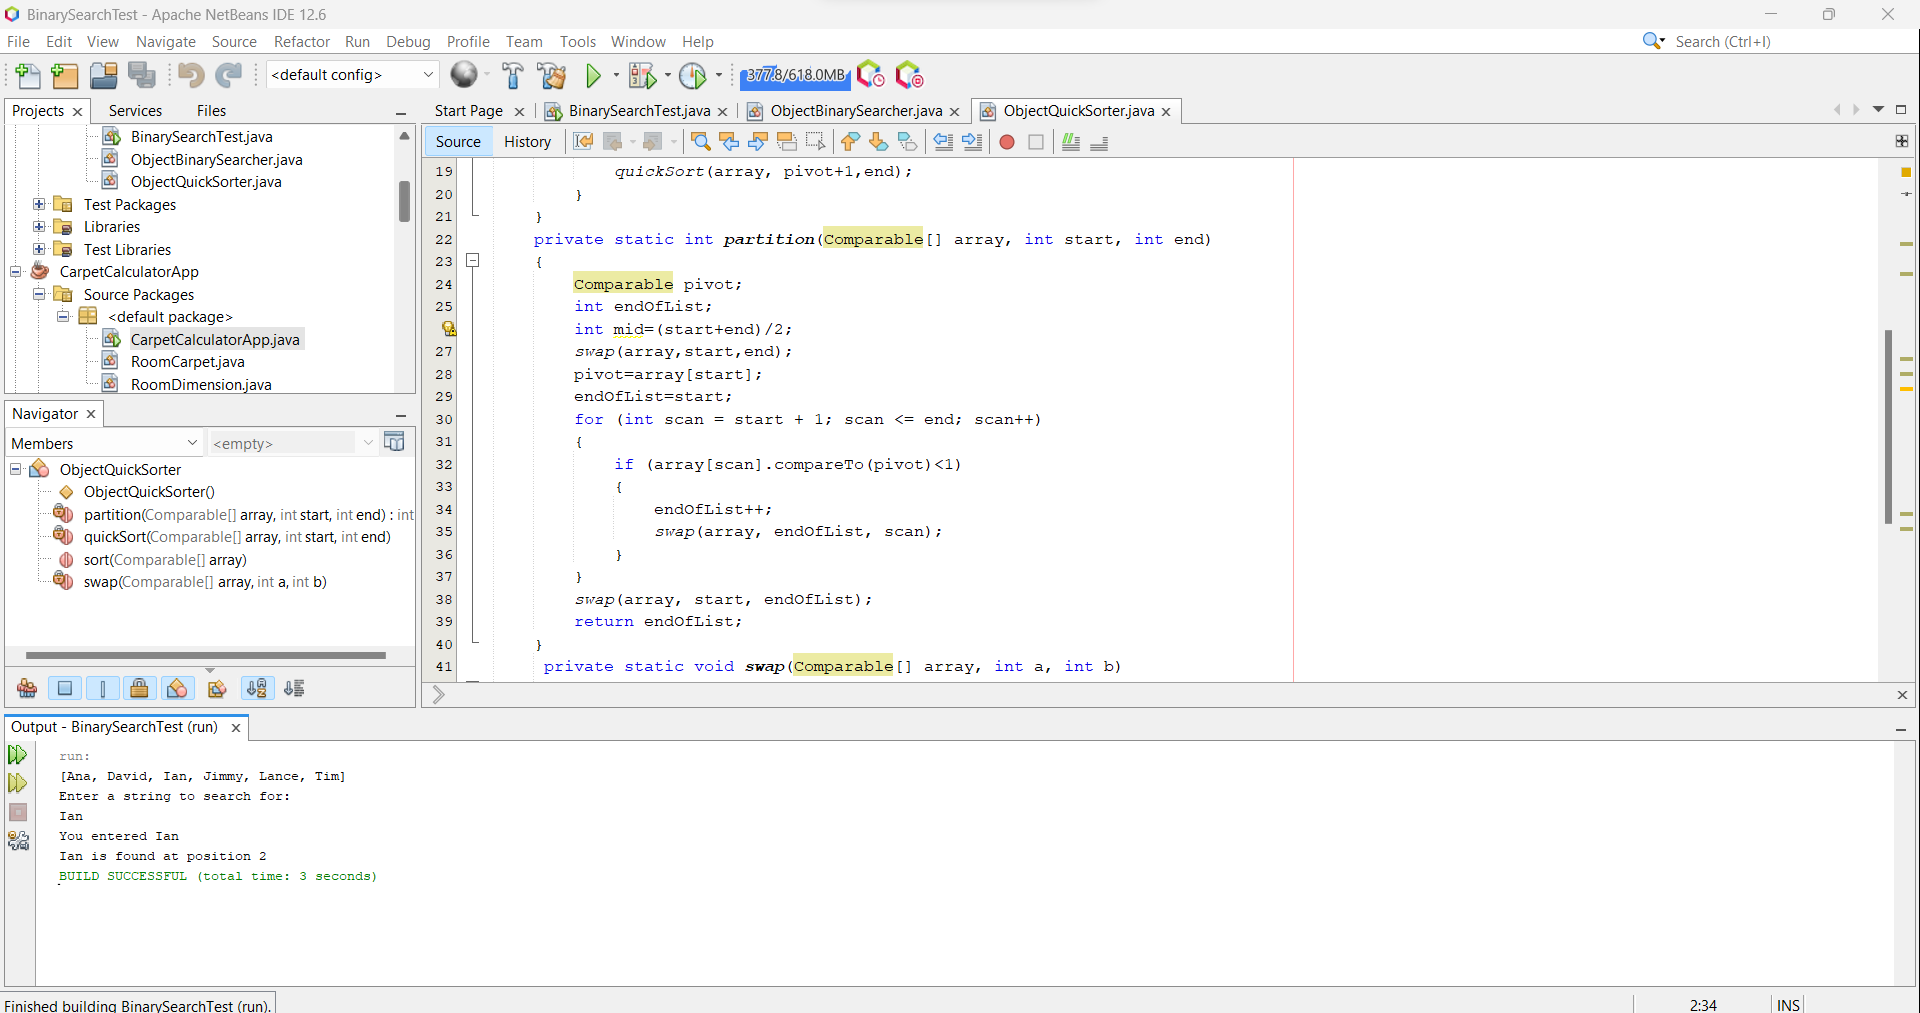 BinarySearchTest - Apache NetBeans IDE 12.6
File Edit View Navigate Source Refactor Run Debug Profile Team Tools Window Help
Search (Ctrl+I)
<default config>
377.8/618.0MB
Projects
Services
Files
BinarySearchTest.java
ObjectBinarySearcher.java
ObjectQuickSorter.java
Test Packages
Libraries
Test Libraries
CarpetCalculatorApp
Source Packages
<default package>
CarpetCalculatorApp.java
RoomCarpet.java
RoomDimension.java
Navigator
Members
<empty>
ObjectQuickSorter
ObjectQuickSorter()
partition(Comparable[] array, int start, int end) : int
quickSort(Comparable[] array, int start, int end)
sort(Comparable[] array)
swap(Comparable[] array, int a, int b)
Start Page
BinarySearchTest.java
ObjectBinarySearcher.java
ObjectQuickSorter.java
Source
History
19 quickSort(array, pivot+1,end);
20 }
21 }
22 private static int partition(Comparable[] array, int start, int end)
23 {
24 Comparable pivot;
25 int endOfList;
int mid=(start+end)/2;
27 swap(array,start,end);
28 pivot=array[start];
29 endOfList=start;
30 for (int scan = start + 1; scan <= end; scan++)
31 {
32 if (array[scan].compareTo(pivot)<1)
33 {
34 endOfList++;
35 swap(array, endOfList, scan);
36 }
37 }
38 swap(array, start, endOfList);
39 return endOfList;
40 }
41 private static void swap(Comparable[] array, int a, int b)
Output - BinarySearchTest (run)
run:
[Ana, David, Ian, Jimmy, Lance, Tim]
Enter a string to search for:
Ian
You entered Ian
Ian is found at position 2
BUILD SUCCESSFUL (total time: 3 seconds)
Finished building BinarySearchTest (run).
2:34
INS